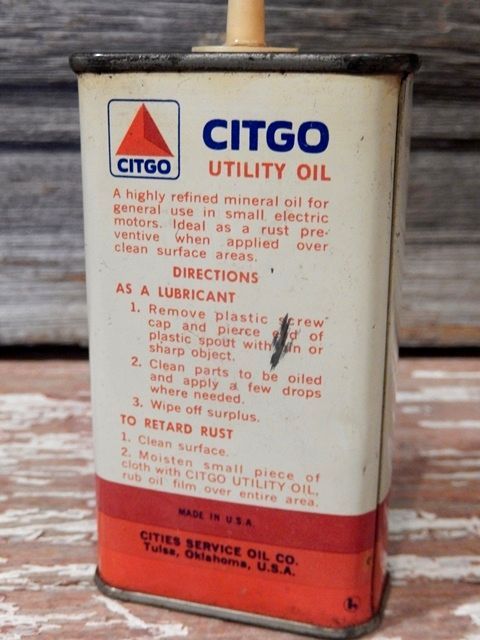 CITGO
CITGO
UTILITY OIL
A highly refined mineral oil for
general use in small electric
motors. Ideal as a rust pre-
ventive when applied over
clean surface areas.
DIRECTIONS
AS A LUBRICANT
1. Remove plastic screw
cap and pierce end of
plastic spout with pin or
sharp object.
2. Clean parts to be oiled
and apply a few drops
where needed.
3. Wipe off surplus.
TO RETARD RUST
1. Clean surface.
2. Moisten small piece of
cloth with CITGO UTILITY OIL,
rub oil film over entire area.
MADE IN U.S.A.
CITIES SERVICE OIL CO.
Tulsa, Oklahoma, U.S.A.